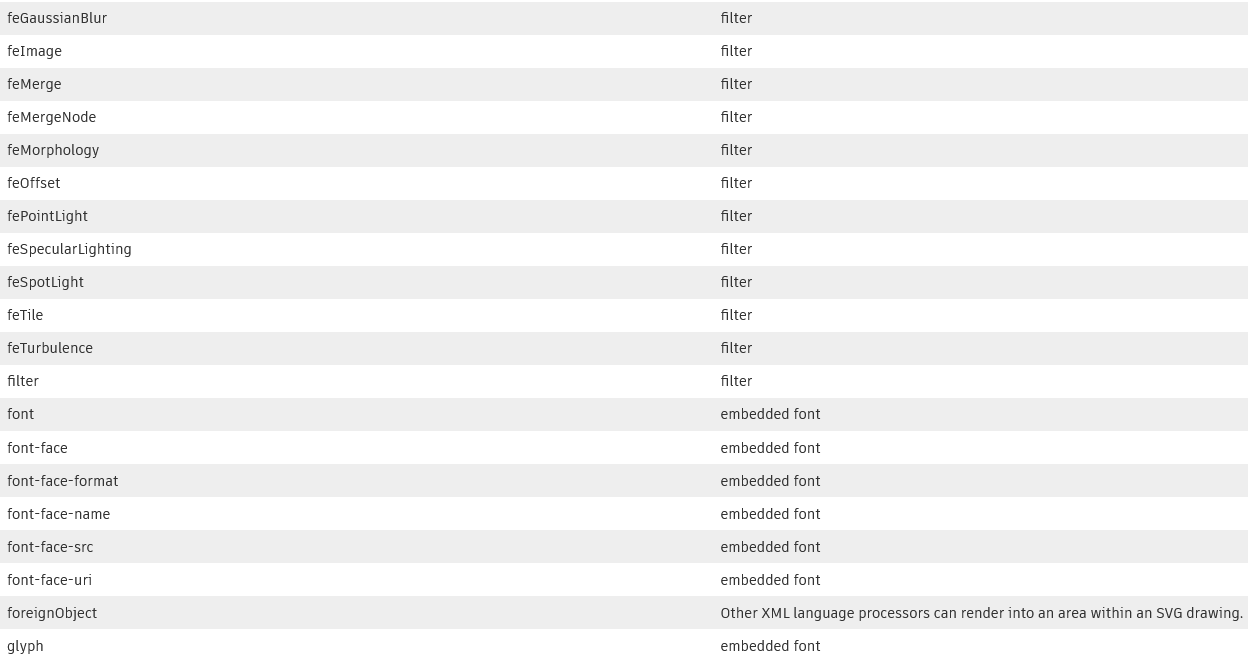 feGaussianBlur filter
feImage filter
feMerge filter
feMergeNode filter
feMorphology filter
feOffset filter
fePointLight filter
feSpecularLighting filter
feSpotLight filter
feTile filter
feTurbulence filter
filter filter
font embedded font
font-face embedded font
font-face-format embedded font
font-face-name embedded font
font-face-src embedded font
font-face-uri embedded font
foreignObject Other XML language processors can render into an area within an SVG drawing.
glyph embedded font